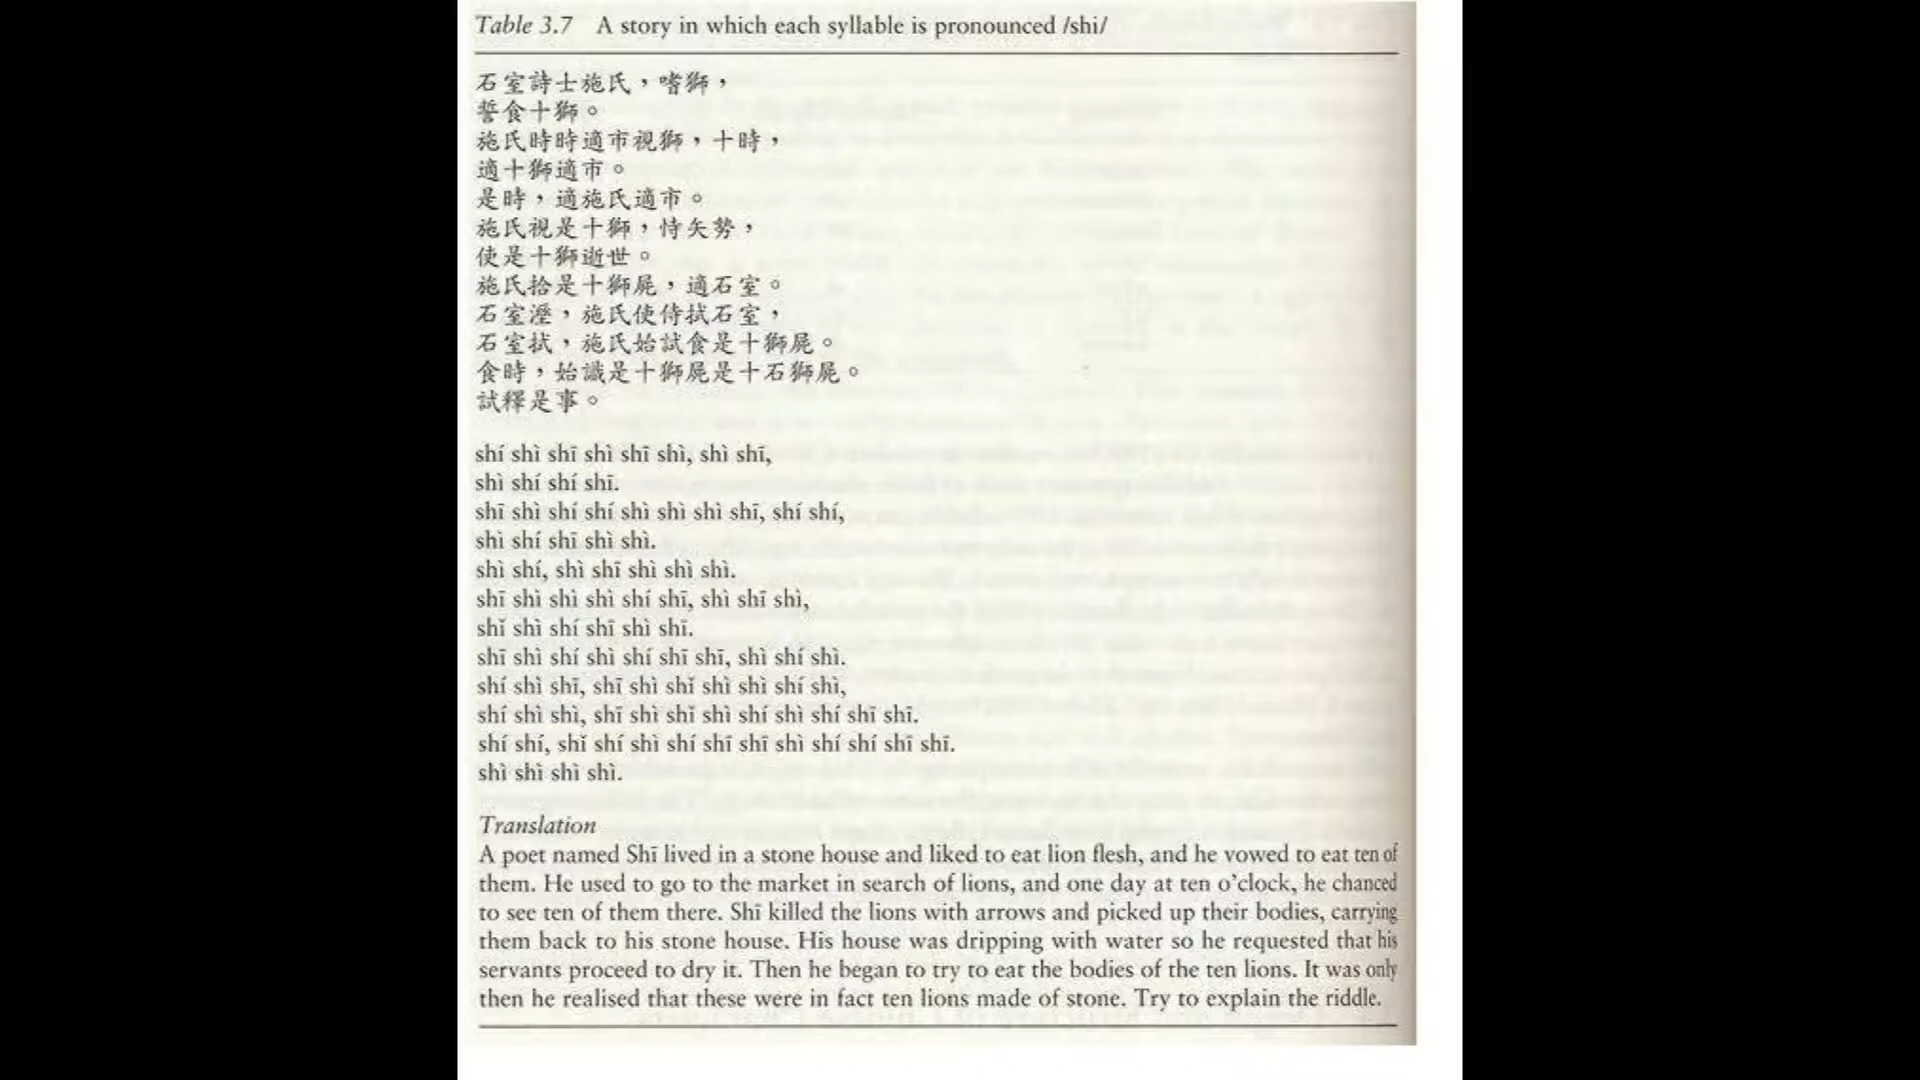 Table 3.7 A story in which each syllable is pronounced /shi/
石室詩士施氏，嗜獅，
誓食十獅。
施氏時時適市視獅，十時，
適十獅適市。
是時，適施氏適市。
施氏視是十獅，恃矢勢，
使是十獅逝世。
施氏拾是十獅屍，適石室。
石室溼，施氏使侍拭石室，
石室拭，施氏始試食是十獅屍。
食時，始識是十獅屍是十石獅屍。
試釋是事。
shí shì shī shì shī shì, shì shī,
shì shí shí shī.
shī shì shí shí shì shì shì shī, shí shí,
shì shí shī shì shì.
shì shí, shì shī shì shì shì.
shī shì shì shì shí shī, shì shī shì,
shǐ shì shí shī shì shī.
shī shì shí shì shí shī shī, shì shí shì.
shí shì shī, shī shì shǐ shì shì shí shì,
shí shì shì, shī shì shǐ shì shí shì shí shī shī.
shí shí, shǐ shí shì shí shī shī shì shí shí shī shī.
shì shì shì shì.
Translation
A poet named Shī lived in a stone house and liked to eat lion flesh, and he vowed to eat ten of
them. He used to go to the market in search of lions, and one day at ten o'clock, he chanced
to see ten of them there. Shī killed the lions with arrows and picked up their bodies, carrying
them back to his stone house. His house was dripping with water so he requested that his
servants proceed to dry it. Then he began to try to eat the bodies of the ten lions. It was only
then he realised that these were in fact ten lions made of stone. Try to explain the riddle.